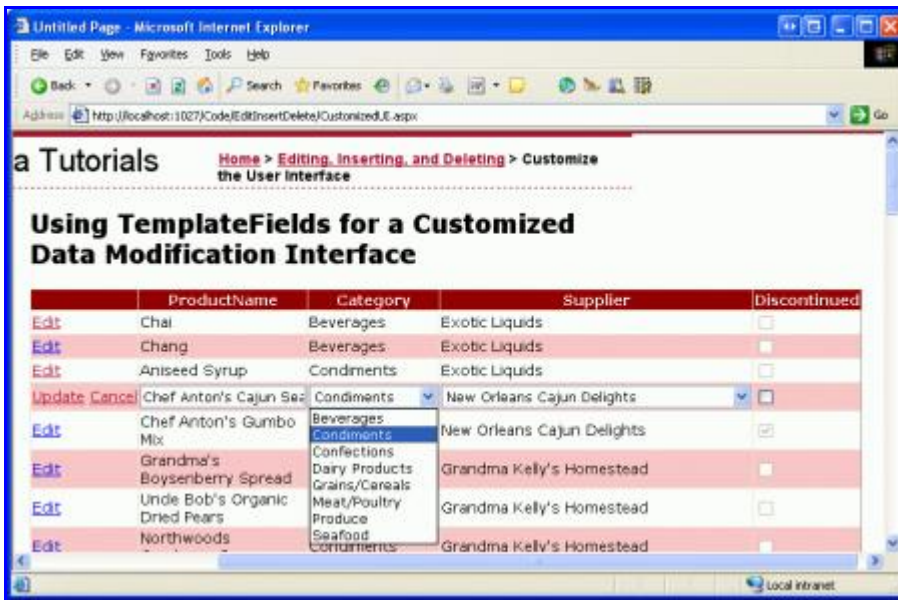 Untitled Page - Microsoft Internet Explorer
File Edit View Favorites Tools Help
Back Search Favorites
Address http://localhost:1027/Code/EditInsertDelete/CustomizedUI.aspx Go
a Tutorials
Home > Editing, Inserting, and Deleting > Customize
the User Interface
Using TemplateFields for a Customized
Data Modification Interface
ProductName Category Supplier Discontinued
Edit Chai Beverages Exotic Liquids
Edit Chang Beverages Exotic Liquids
Edit Aniseed Syrup Condiments Exotic Liquids
Update Cancel Chef Anton's Cajun Sea Condiments New Orleans Cajun Delights
Beverages
Condiments
Confections
Dairy Products
Grains/Cereals
Meat/Poultry
Produce
Seafood
Edit Chef Anton's Gumbo
Mix New Orleans Cajun Delights
Edit Grandma's
Boysenberry Spread Grandma Kelly's Homestead
Edit Uncle Bob's Organic
Dried Pears Grandma Kelly's Homestead
Edit Northwoods
Condiments Grandma Kelly's Homestead
Local intranet